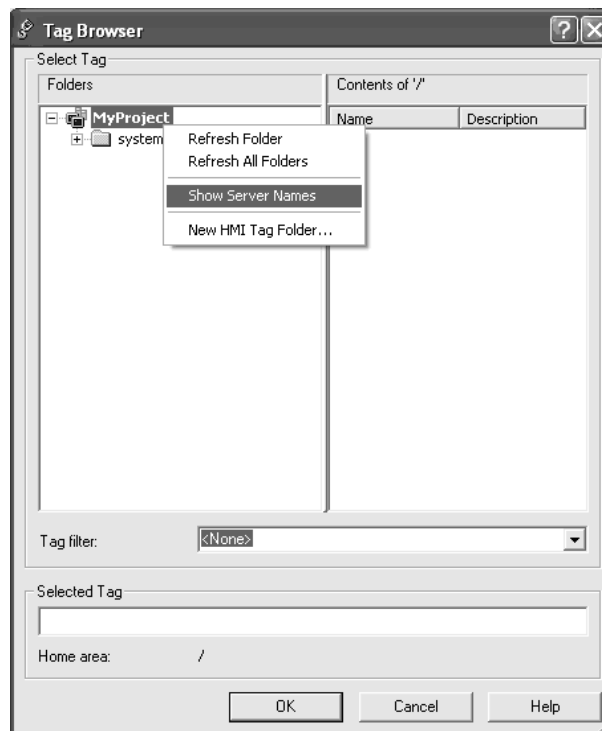 Tag Browser
Select Tag
Folders
Contents of '/'
MyProject
Name
Description
system
Refresh Folder
Refresh All Folders
Show Server Names
New HMI Tag Folder...
Tag filter:
<None>
Selected Tag
Home area:
/
OK
Cancel
Help